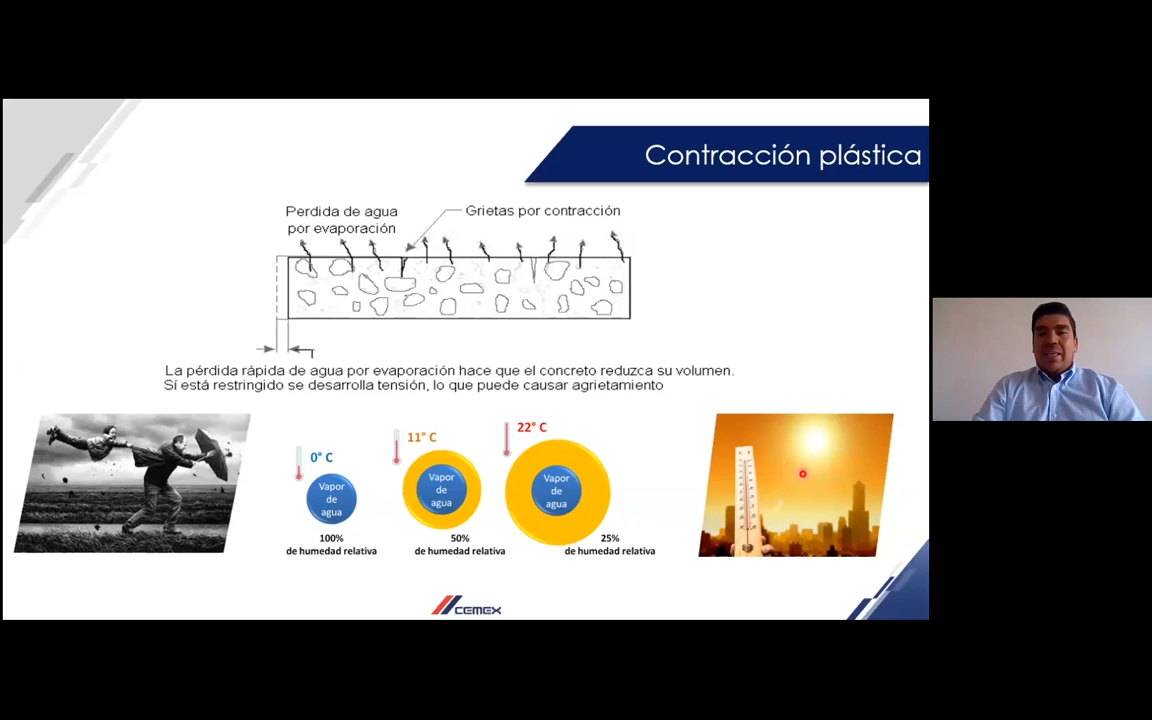 Contracción plástica
Perdida de agua
por evaporación
Grietas por contracción
La pérdida rápida de agua por evaporación hace que el concreto reduzca su volumen.
Sí está restringido se desarrolla tensión, lo que puede causar agrietamiento
0° C
11° C
22° C
Vapor
de
agua
Vapor
de
agua
Vapor
de
agua
100%
de humedad relativa
50%
de humedad relativa
25%
de humedad relativa
CEMEX